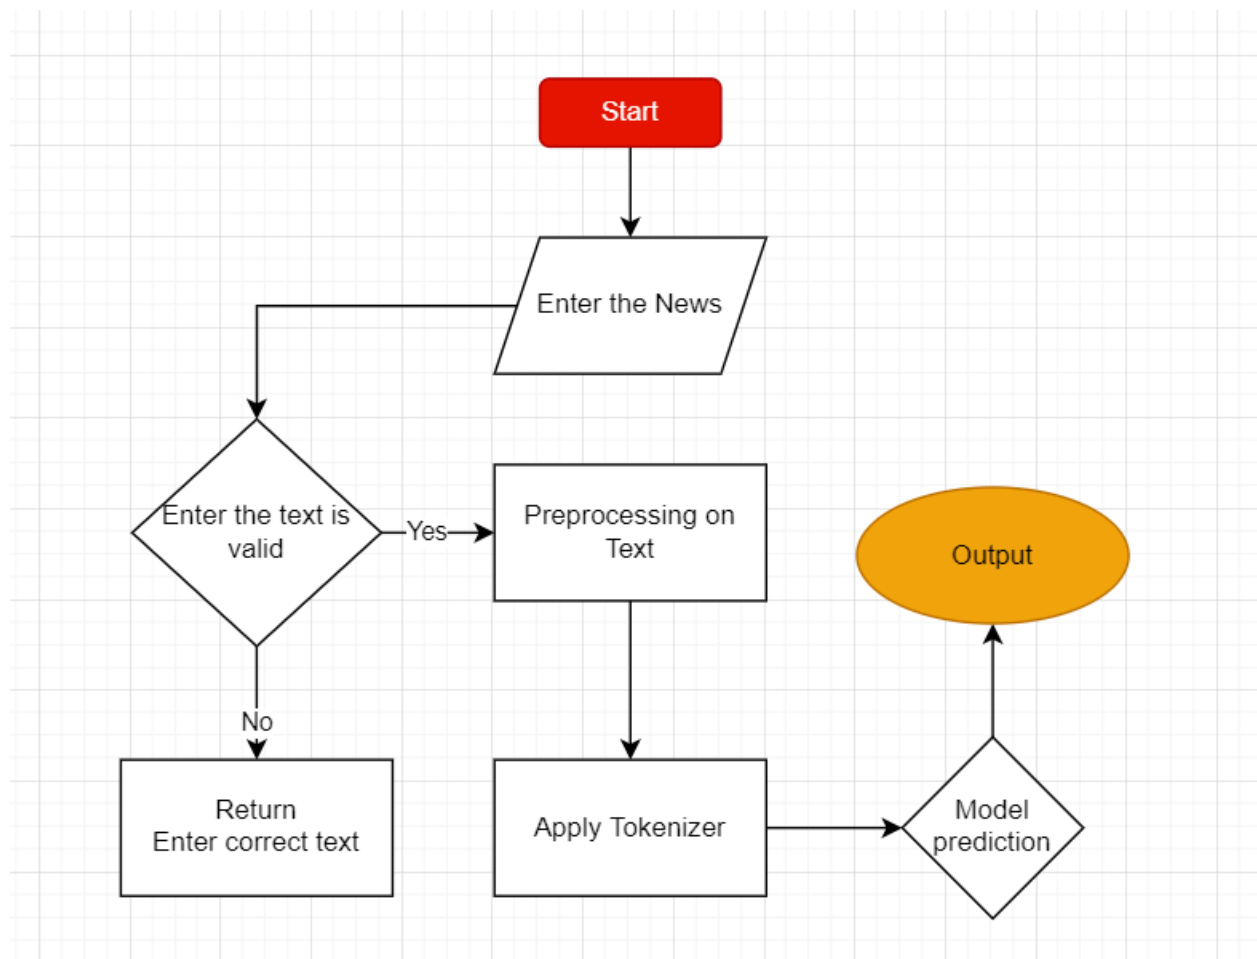 Start
Enter the News
Enter the text is
valid
Yes
Preprocessing on
Text
Output
No
Return
Enter correct text
Apply Tokenizer
Model
prediction